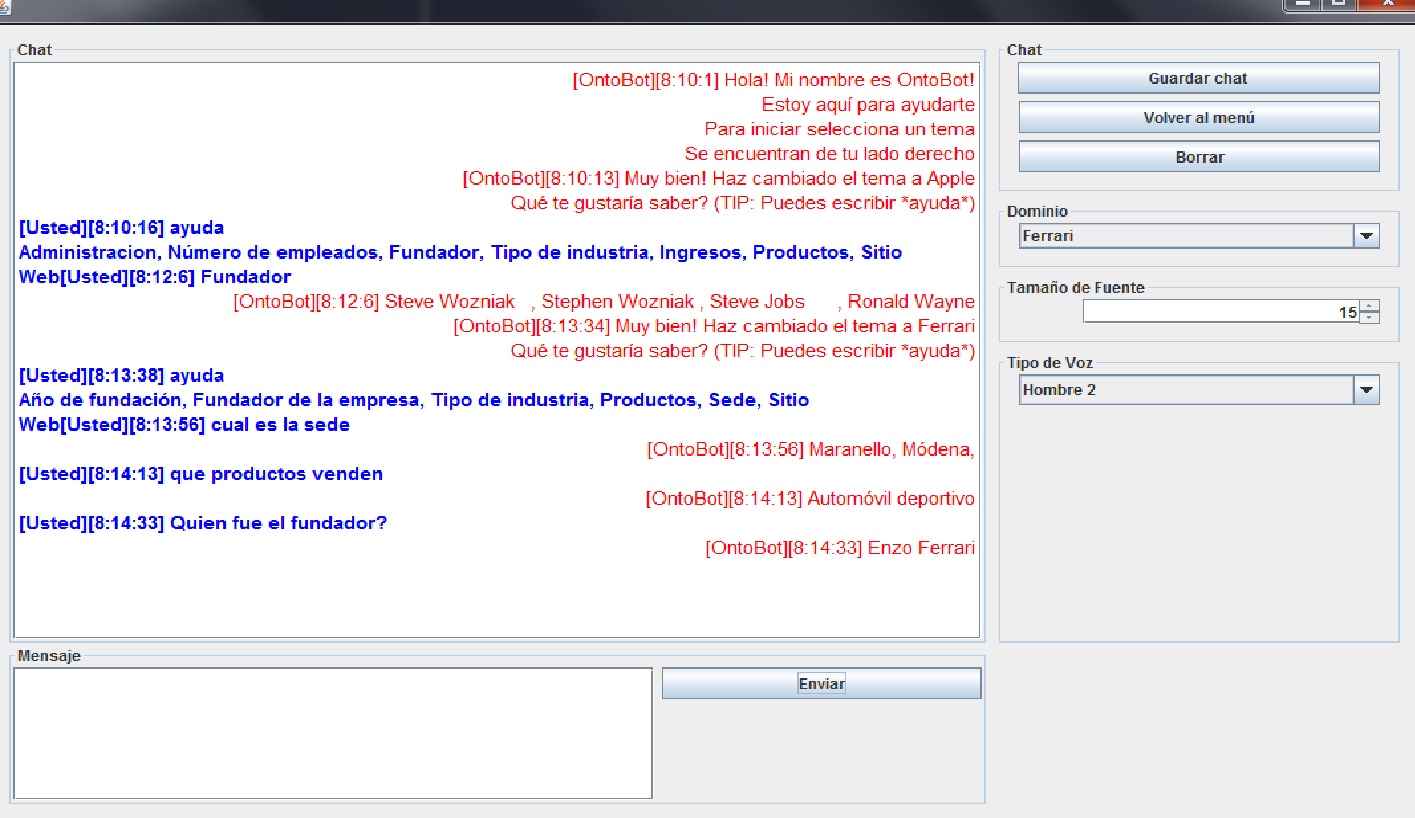 Chat
[OntoBot][8:10:1] Hola! Mi nombre es OntoBot!
Estoy aquí para ayudarte
Para iniciar selecciona un tema
Se encuentran de tu lado derecho
[OntoBot][8:10:13] Muy bien! Haz cambiado el tema a Apple
Qué te gustaría saber? (TIP: Puedes escribir *ayuda*)
[Usted][8:10:16] ayuda
Administracion, Número de empleados, Fundador, Tipo de industria, Ingresos, Productos, Sitio
Web[Usted][8:12:6] Fundador
[OntoBot][8:12:6] Steve Wozniak   , Stephen Wozniak , Steve Jobs      , Ronald Wayne
[OntoBot][8:13:34] Muy bien! Haz cambiado el tema a Ferrari
Qué te gustaría saber? (TIP: Puedes escribir *ayuda*)
[Usted][8:13:38] ayuda
Año de fundación, Fundador de la empresa, Tipo de industria, Productos, Sede, Sitio
Web[Usted][8:13:56] cual es la sede
[OntoBot][8:13:56] Maranello, Módena,
[Usted][8:14:13] que productos venden
[OntoBot][8:14:13] Automóvil deportivo
[Usted][8:14:33] Quien fue el fundador?
[OntoBot][8:14:33] Enzo Ferrari
Mensaje
Enviar
Chat
Guardar chat
Volver al menú
Borrar
Dominio
Ferrari
Tamaño de Fuente
15
Tipo de Voz
Hombre 2